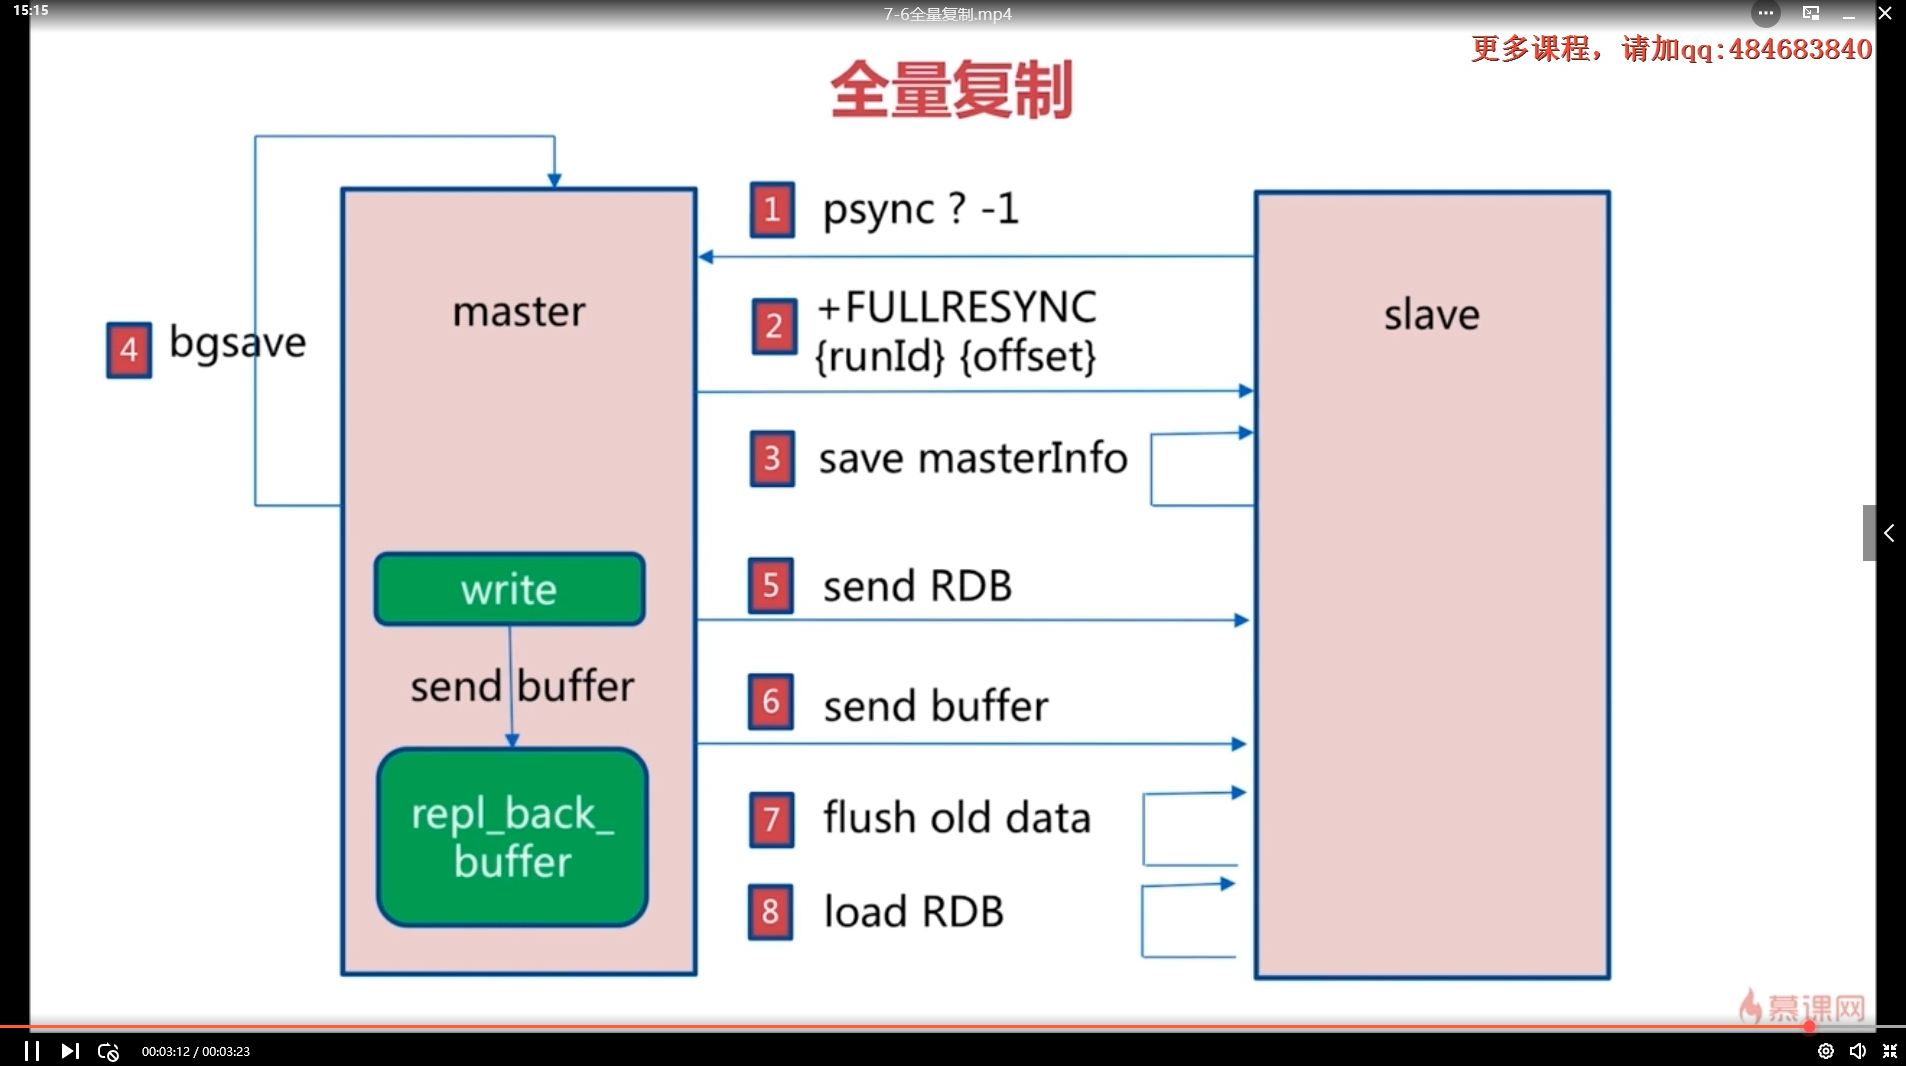 15:15
7-6全量复制.mp4
更多课程，请加qq:484683840
全量复制
1 psync ? -1
master
slave
2 +FULLRESYNC
{runId} {offset}
4 bgsave
3 save masterInfo
write
5 send RDB
send buffer
6 send buffer
repl_back_
buffer
7 flush old data
8 load RDB
慕课网
00:03:12 / 00:03:23